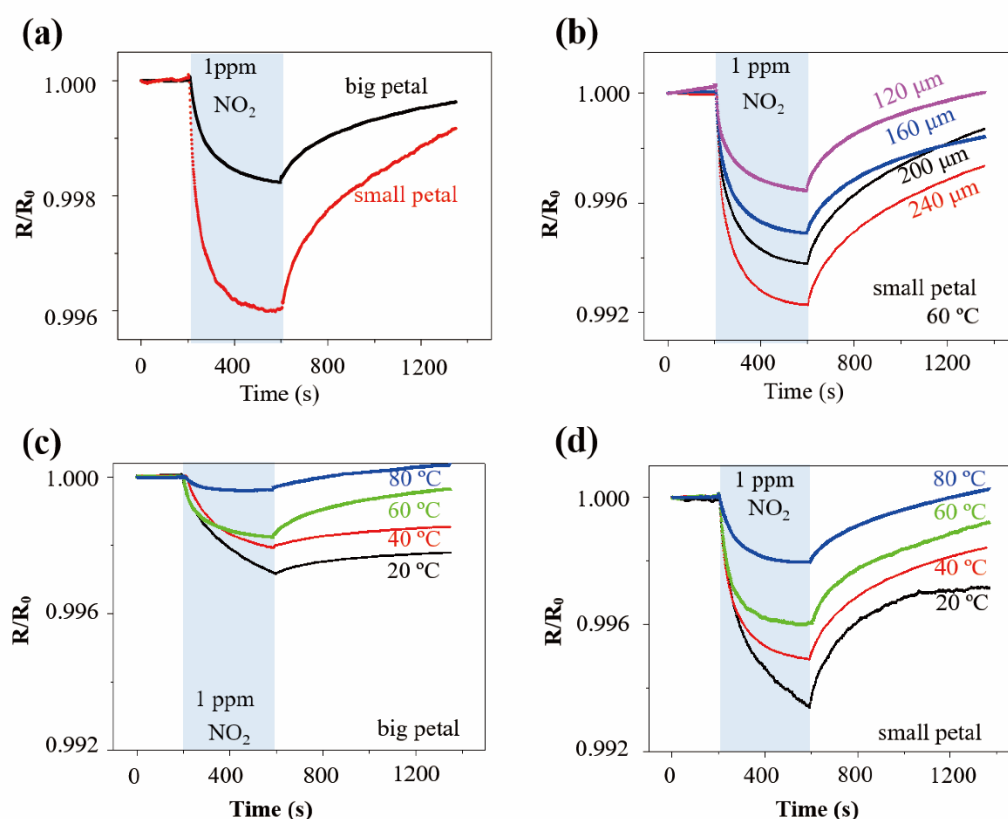 (a)
1ppm
NO₂
big petal
small petal
1.000
0.998
0.996
R/R₀
0
400
800
1200
Time (s)
(b)
1 ppm
NO₂
120 μm
160 μm
200 μm
240 μm
small petal
60 ºC
1.000
0.996
0.992
R/R₀
0
400
800
1200
Time (s)
(c)
80 ºC
60 ºC
40 ºC
20 ºC
1 ppm
NO₂
big petal
1.000
0.996
0.992
R/R₀
0
400
800
1200
Time (s)
(d)
1 ppm
NO₂
80 ºC
60 ºC
40 ºC
20 ºC
small petal
1.000
0.996
0.992
R/R₀
0
400
800
1200
Time (s)